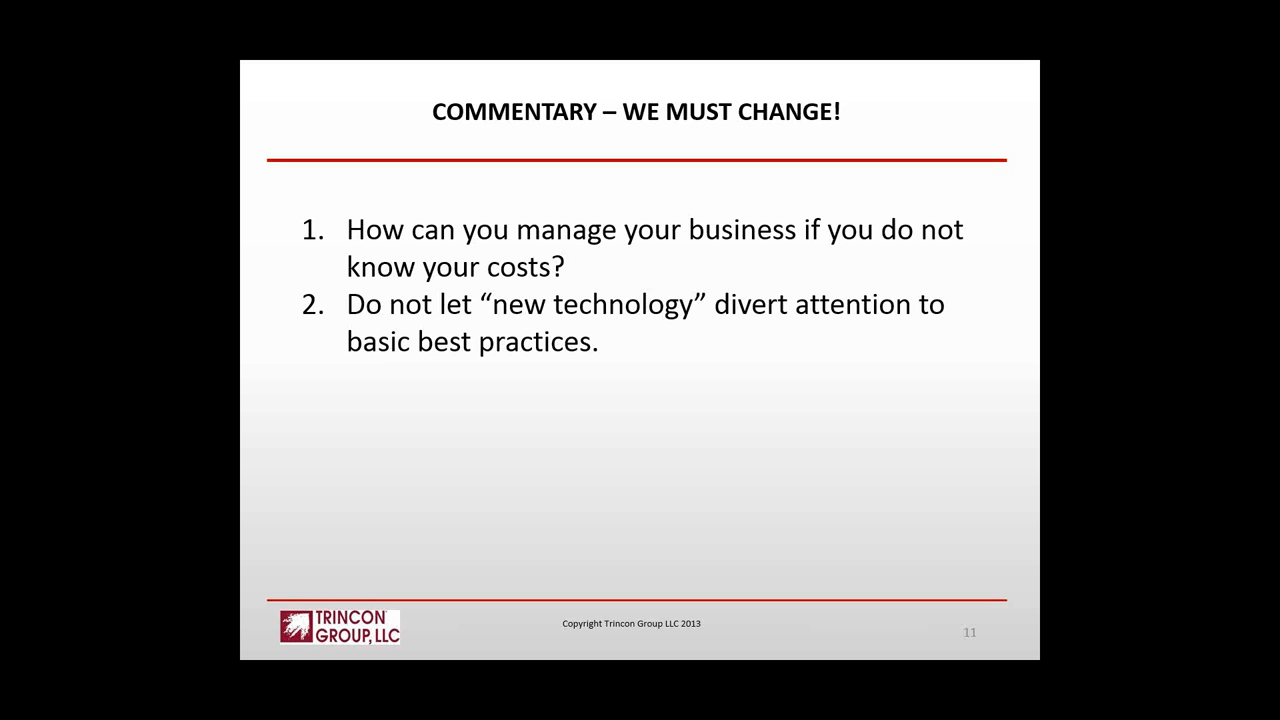 COMMENTARY – WE MUST CHANGE!
1. How can you manage your business if you do not
know your costs?
2. Do not let “new technology” divert attention to
basic best practices.
TRINCON
GROUP, LLC
Copyright Trincon Group LLC 2013
11